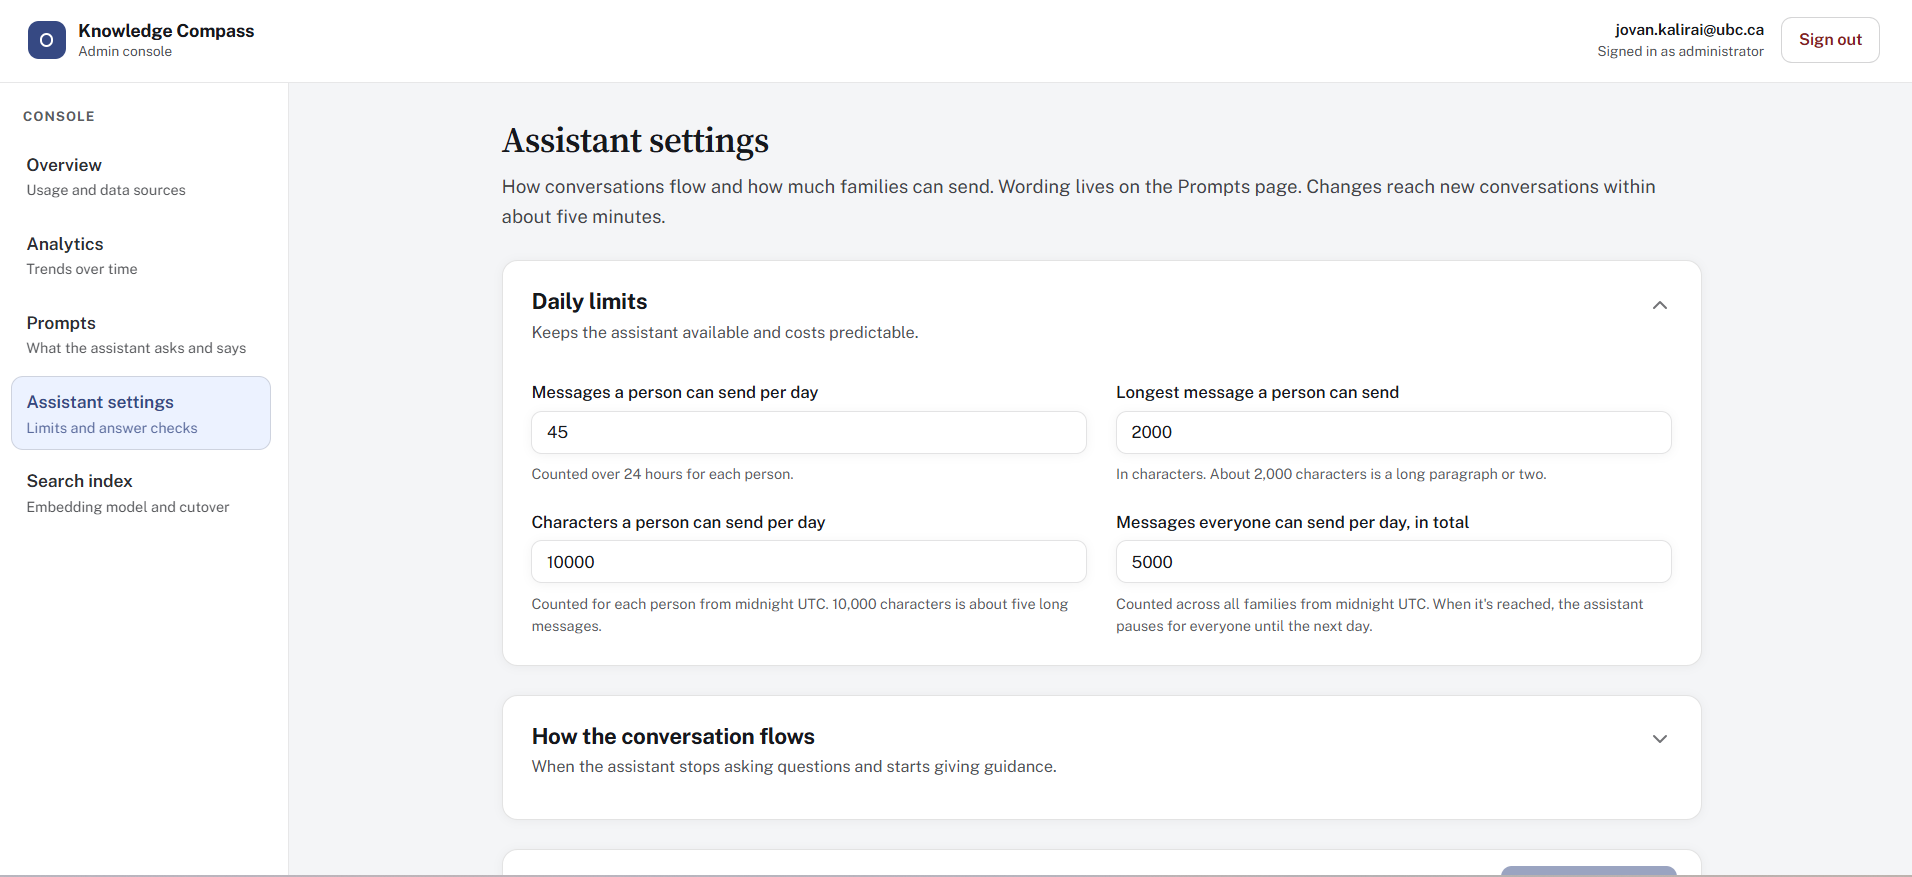 O
Knowledge Compass
Admin console
jovan.kalirai@ubc.ca
Signed in as administrator
Sign out
CONSOLE
Overview
Usage and data sources
Analytics
Trends over time
Prompts
What the assistant asks and says
Assistant settings
Limits and answer checks
Search index
Embedding model and cutover
Assistant settings
How conversations flow and how much families can send. Wording lives on the Prompts page. Changes reach new conversations within
about five minutes.
Daily limits
Keeps the assistant available and costs predictable.
Messages a person can send per day
45
Counted over 24 hours for each person.
Longest message a person can send
2000
In characters. About 2,000 characters is a long paragraph or two.
Characters a person can send per day
10000
Counted for each person from midnight UTC. 10,000 characters is about five long
messages.
Messages everyone can send per day, in total
5000
Counted across all families from midnight UTC. When it's reached, the assistant
pauses for everyone until the next day.
How the conversation flows
When the assistant stops asking questions and starts giving guidance.